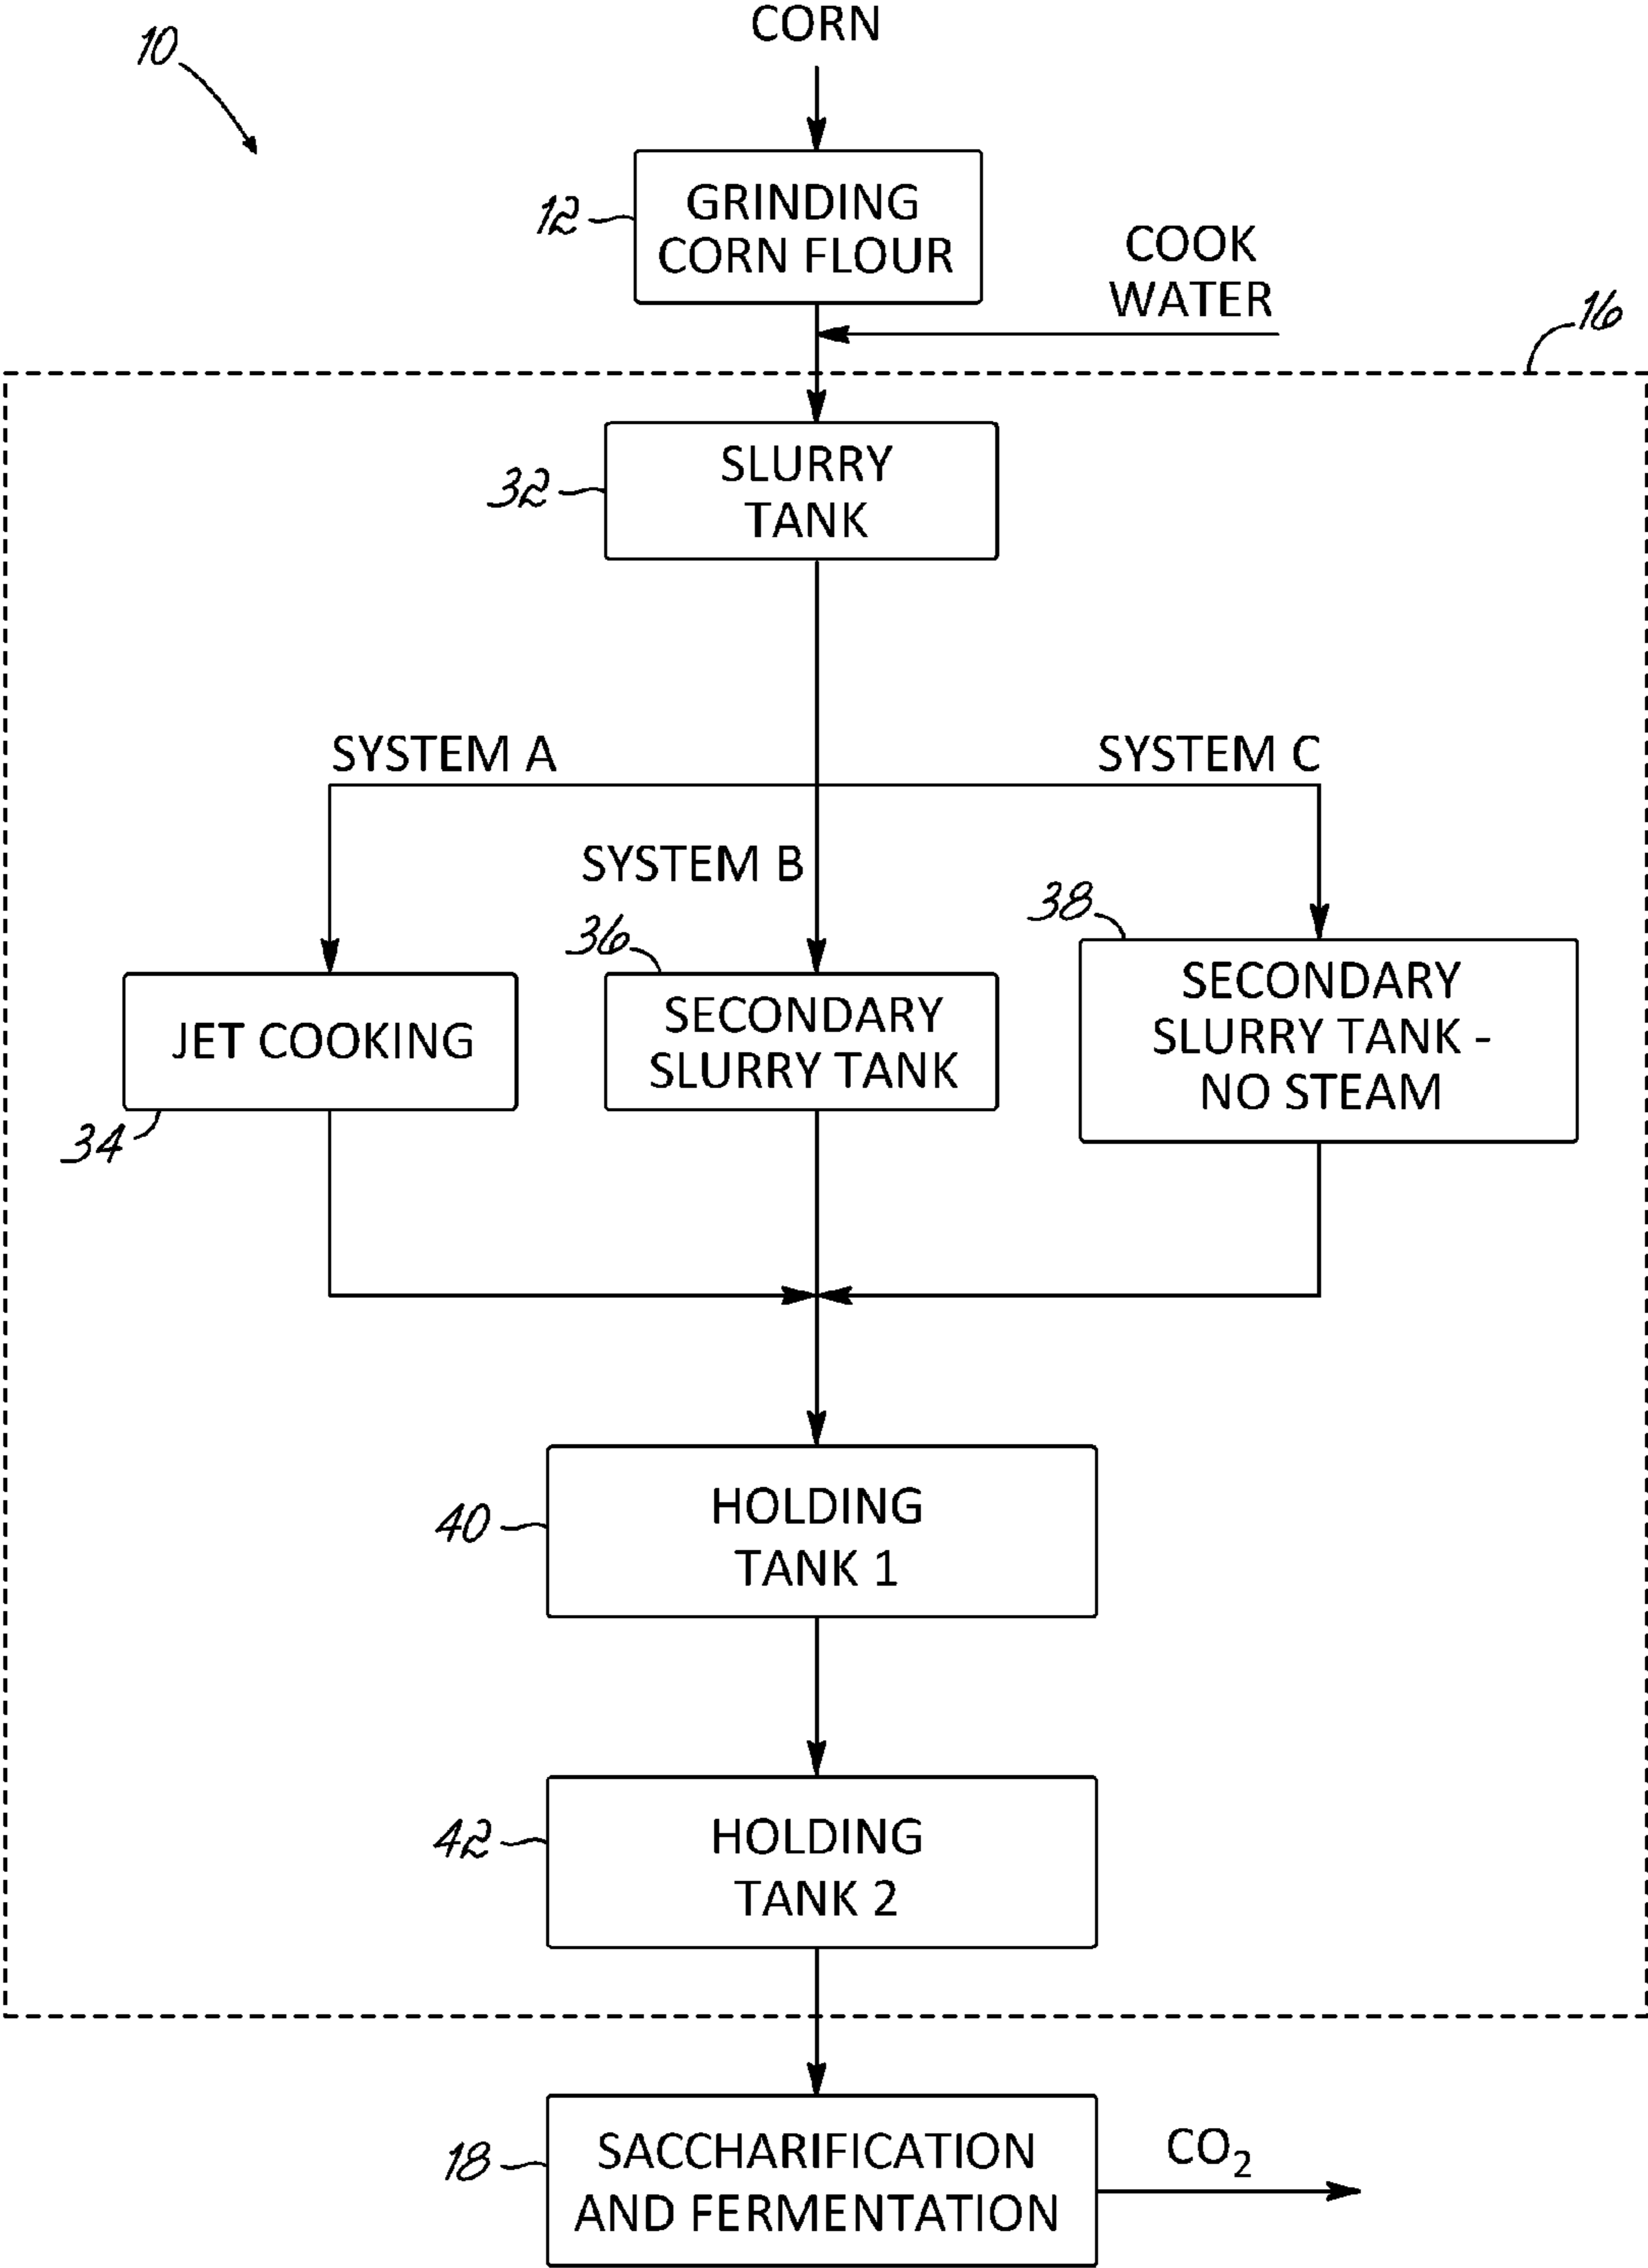 CORN
10
12
GRINDING
CORN FLOUR
COOK
WATER
16
32
SLURRY
TANK
SYSTEM A
SYSTEM C
SYSTEM B
36
38
JET COOKING
34
SECONDARY
SLURRY TANK
SECONDARY
SLURRY TANK -
NO STEAM
40
HOLDING
TANK 1
42
HOLDING
TANK 2
18
SACCHARIFICATION
AND FERMENTATION
CO2